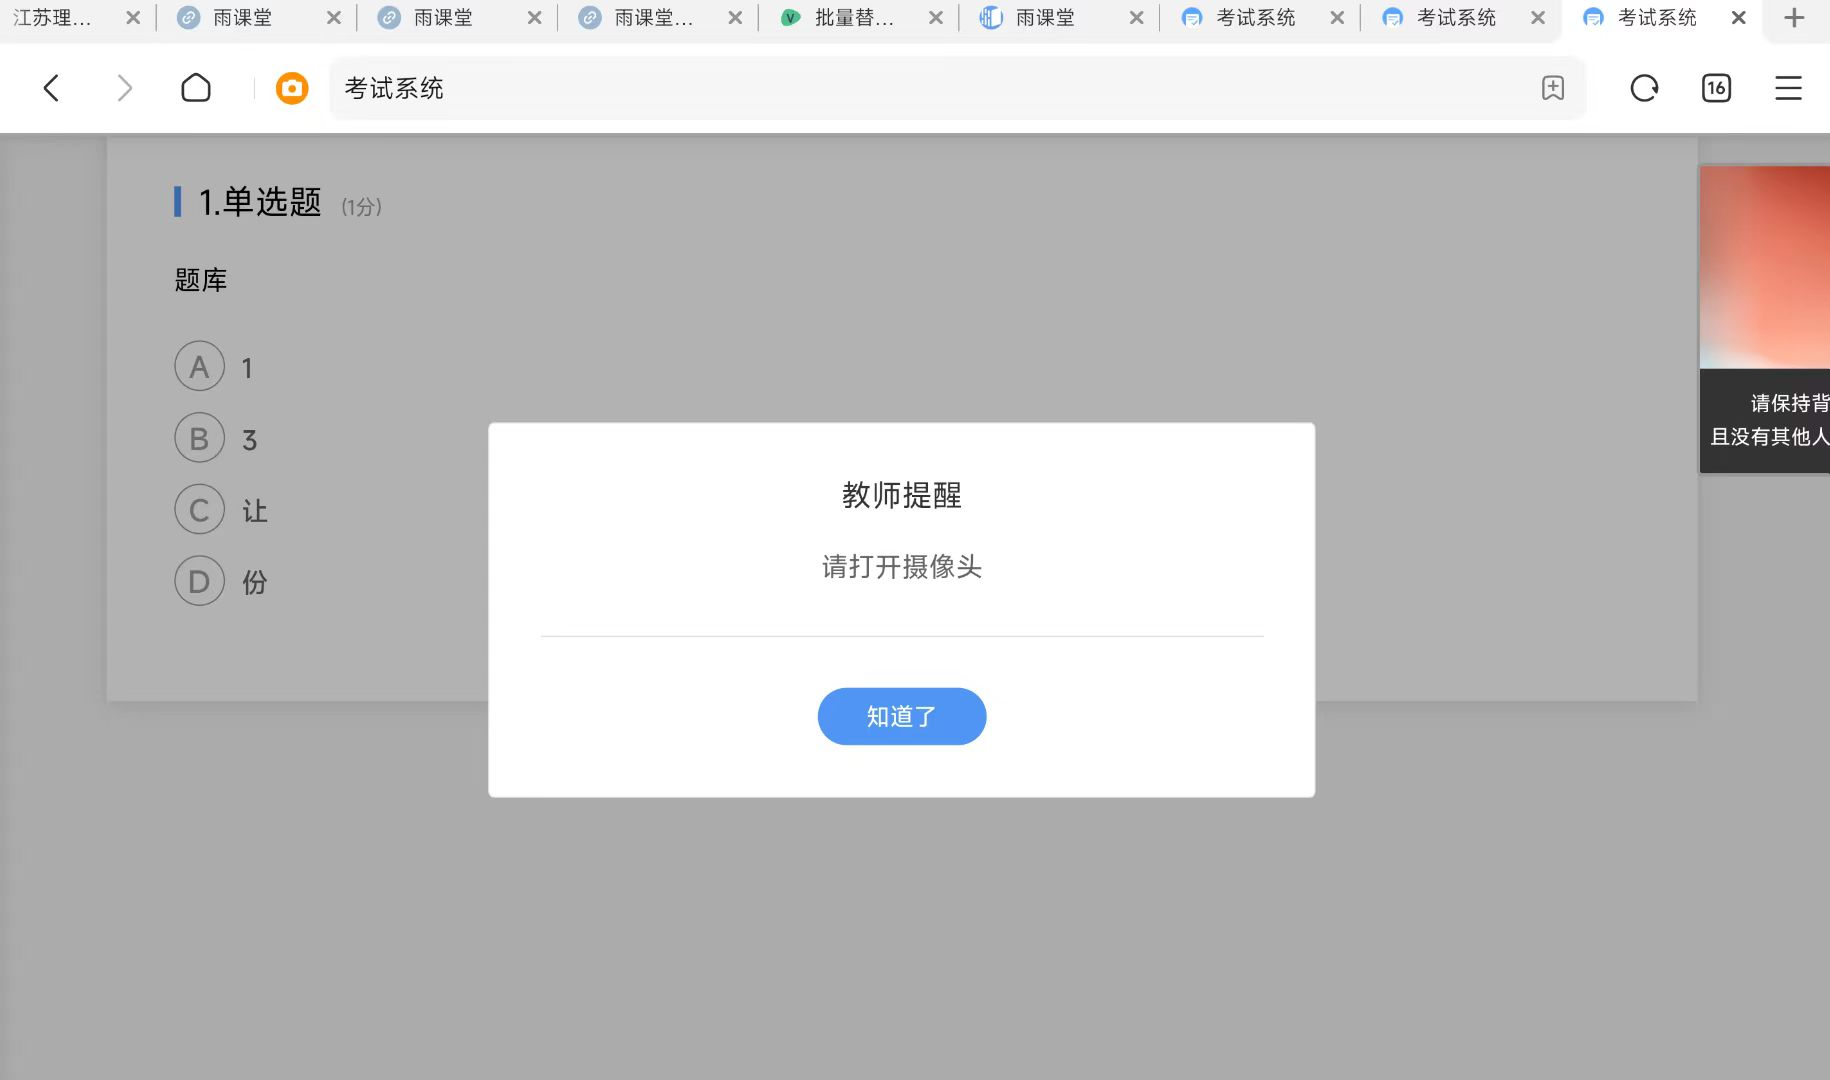 江苏理...
雨课堂
雨课堂
雨课堂...
批量替...
雨课堂
考试系统
考试系统
考试系统
考试系统
16
1.单选题 (1分)
题库
A 1
B 3
C 让
D 份
请保持背
且没有其他人
教师提醒
请打开摄像头
知道了